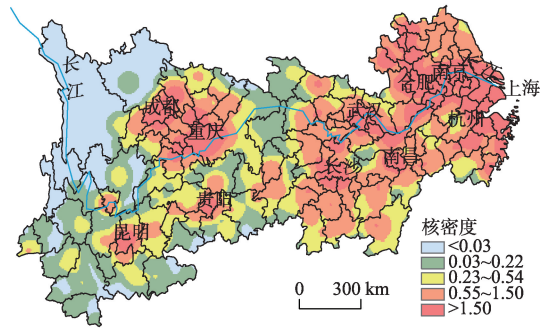 长
江
成都
重庆
贵阳
昆明
武汉
长沙
南昌
合肥
南京
上海
杭州
核密度
<0.03
0.03~0.22
0.23~0.54
0.55~1.50
>1.50
0 300 km